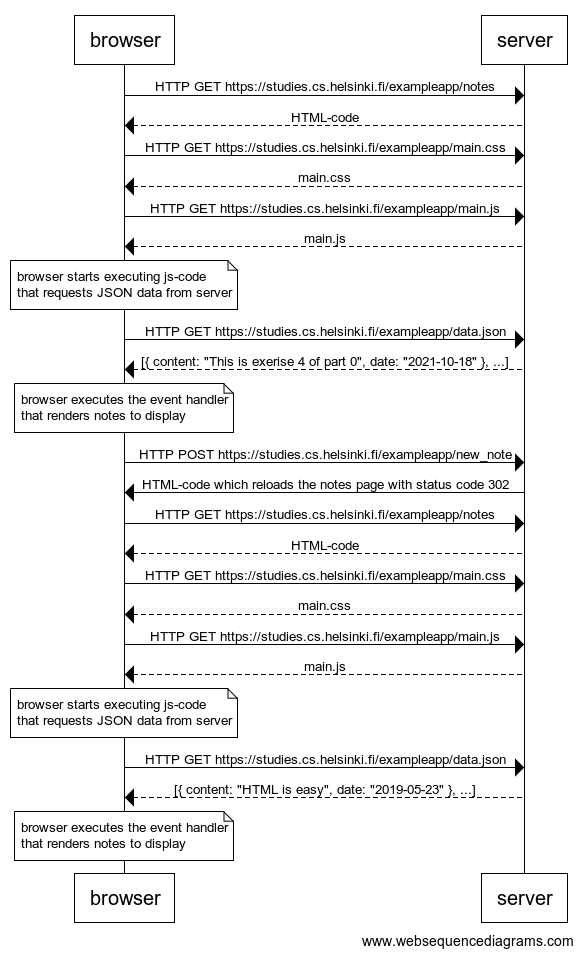 browser
server
HTTP GET https://studies.cs.helsinki.fi/exampleapp/notes
HTML-code
HTTP GET https://studies.cs.helsinki.fi/exampleapp/main.css
main.css
HTTP GET https://studies.cs.helsinki.fi/exampleapp/main.js
main.js
browser starts executing js-code
that requests JSON data from server
HTTP GET https://studies.cs.helsinki.fi/exampleapp/data.json
[{ content: "This is exerise 4 of part 0", date: "2021-10-18" }, ...]
browser executes the event handler
that renders notes to display
HTTP POST https://studies.cs.helsinki.fi/exampleapp/new_note
HTML-code which reloads the notes page with status code 302
HTTP GET https://studies.cs.helsinki.fi/exampleapp/notes
HTML-code
HTTP GET https://studies.cs.helsinki.fi/exampleapp/main.css
main.css
HTTP GET https://studies.cs.helsinki.fi/exampleapp/main.js
main.js
browser starts executing js-code
that requests JSON data from server
HTTP GET https://studies.cs.helsinki.fi/exampleapp/data.json
[{ content: "HTML is easy", date: "2019-05-23" }, ...]
browser executes the event handler
that renders notes to display
browser
server
www.websequencediagrams.com